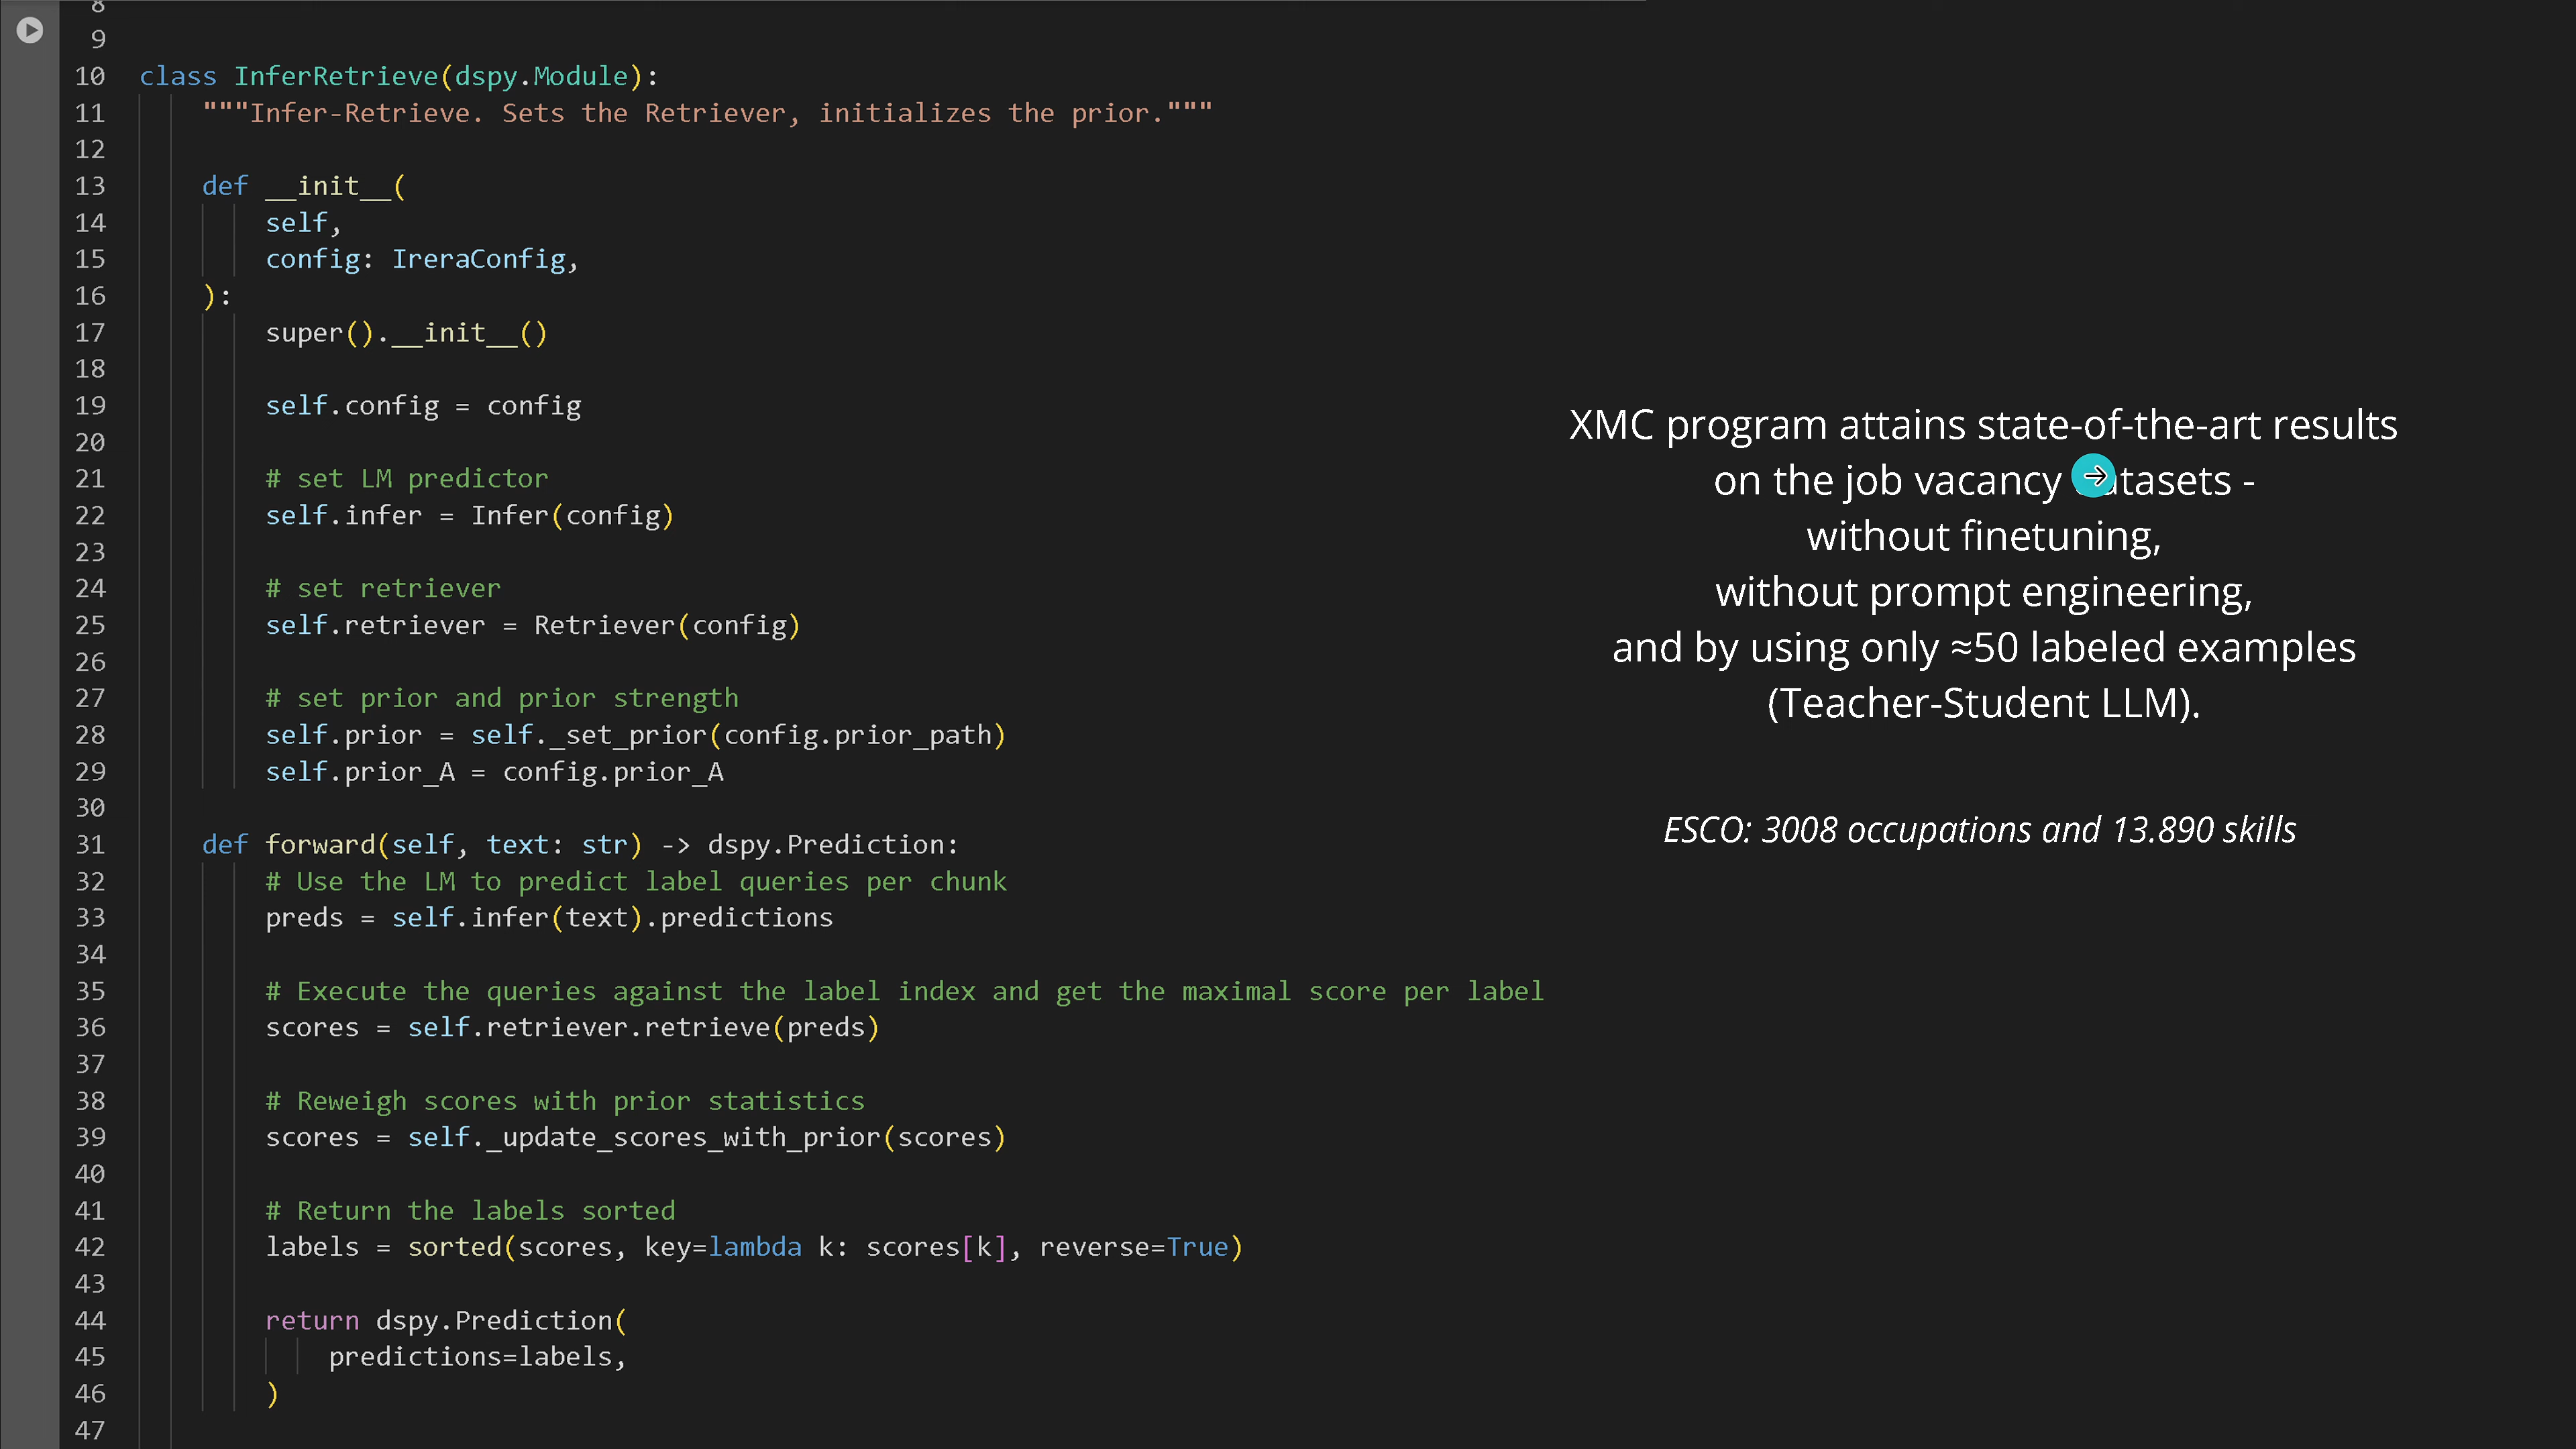 8
9
10 class InferRetrieve(dspy.Module):
11     """Infer-Retrieve. Sets the Retriever, initializes the prior."""
12
13     def __init__(
14         self,
15         config: IreraConfig,
16     ):
17         super().__init__()
18
19         self.config = config
20
21         # set LM predictor
22         self.infer = Infer(config)
23
24         # set retriever
25         self.retriever = Retriever(config)
26
27         # set prior and prior strength
28         self.prior = self._set_prior(config.prior_path)
29         self.prior_A = config.prior_A
30
31     def forward(self, text: str) -> dspy.Prediction:
32         # Use the LM to predict label queries per chunk
33         preds = self.infer(text).predictions
34
35         # Execute the queries against the label index and get the maximal score per label
36         scores = self.retriever.retrieve(preds)
37
38         # Reweigh scores with prior statistics
39         scores = self._update_scores_with_prior(scores)
40
41         # Return the labels sorted
42         labels = sorted(scores, key=lambda k: scores[k], reverse=True)
43
44         return dspy.Prediction(
45             predictions=labels,
46         )
47
XMC program attains state-of-the-art results
on the job vacancy datasets -
without finetuning,
without prompt engineering,
and by using only ≈50 labeled examples
(Teacher-Student LLM).
ESCO: 3008 occupations and 13.890 skills